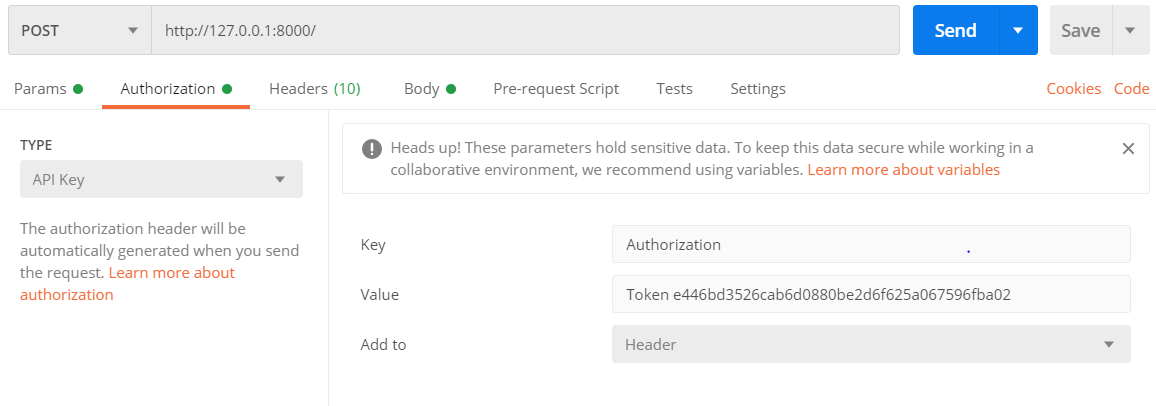 POST http://127.0.0.1:8000/ Send Save
Params Authorization Headers (10) Body Pre-request Script Tests Settings Cookies Code
TYPE
API Key
The authorization header will be
automatically generated when you send
the request. Learn more about
authorization
Heads up! These parameters hold sensitive data. To keep this data secure while working in a
collaborative environment, we recommend using variables. Learn more about variables
Key Authorization
Value Token e446bd3526cab6d0880be2d6f625a067596fba02
Add to Header